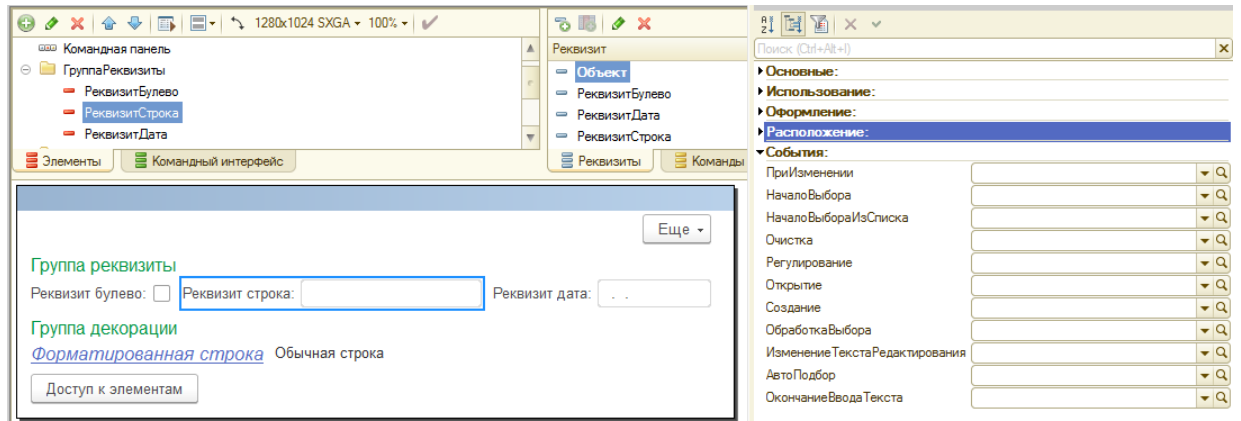 1280x1024 SXGA 100%
Командная панель
ГруппаРеквизиты
РеквизитБулево
РеквизитСтрока
РеквизитДата
Элементы Командный интерфейс
Реквизит
Объект
РеквизитБулево
РеквизитДата
РеквизитСтрока
Реквизиты Команды
Еще
Группа реквизиты
Реквизит булево: Реквизит строка: Реквизит дата: . .
Группа декорации
Форматированная строка Обычная строка
Доступ к элементам
Поиск (Ctrl+Alt+I)
Основные:
Использование:
Оформление:
Расположение:
События:
ПриИзменении
НачалоВыбора
НачалоВыбораИзСписка
Очистка
Регулирование
Открытие
Создание
ОбработкаВыбора
ИзменениеТекстаРедактирования
АвтоПодбор
ОкончаниеВводаТекста